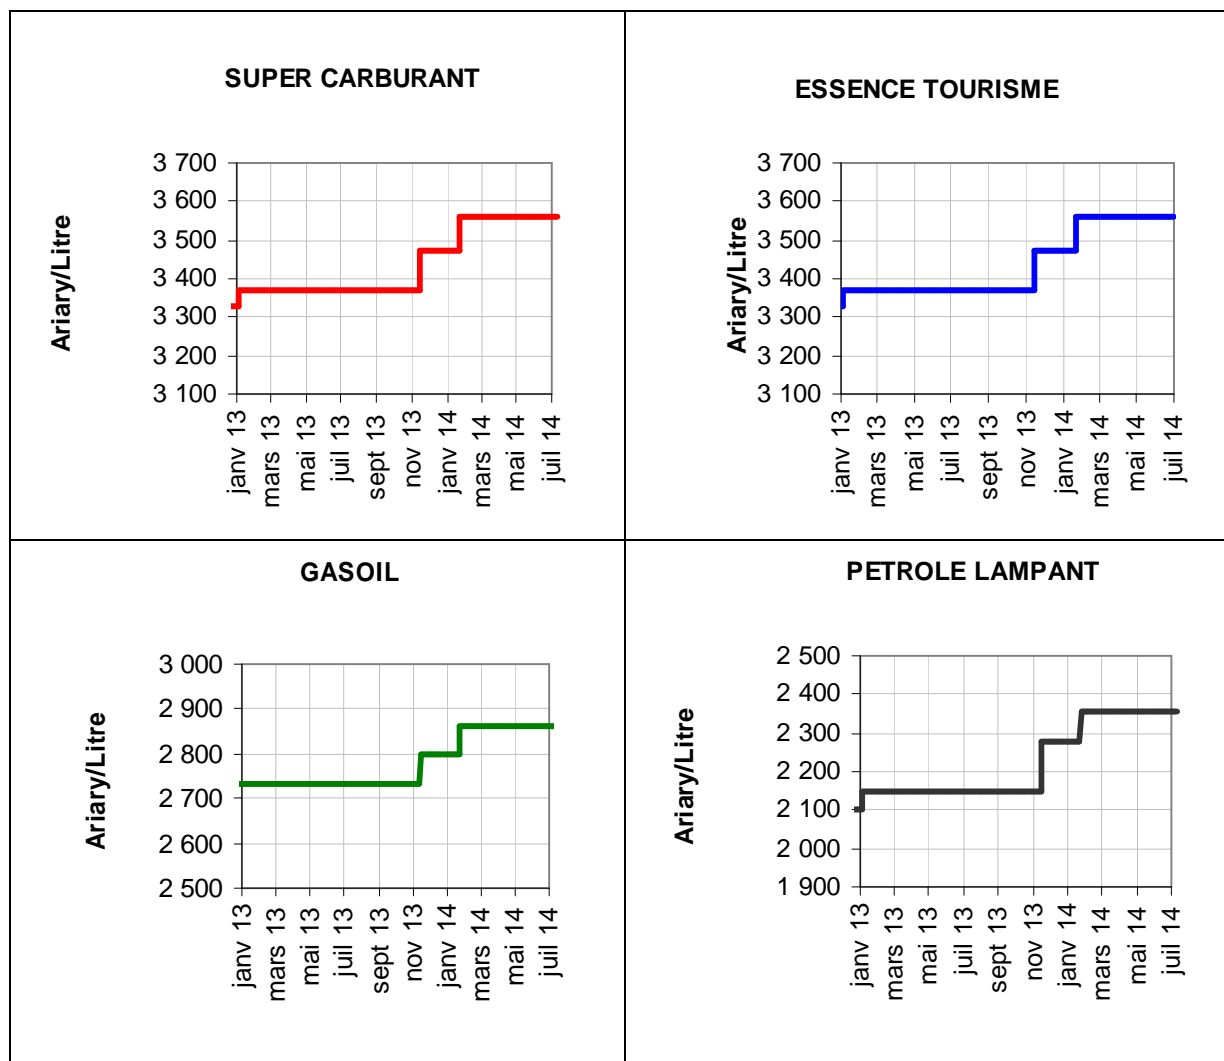 SUPER CARBURANT
Ariary/Litre
3 700
3 600
3 500
3 400
3 300
3 200
3 100
janv 13
mars 13
mai 13
juil 13
sept 13
nov 13
janv 14
mars 14
mai 14
juil 14
ESSENCE TOURISME
Ariary/Litre
3 700
3 600
3 500
3 400
3 300
3 200
3 100
janv 13
mars 13
mai 13
juil 13
sept 13
nov 13
janv 14
mars 14
mai 14
juil 14
GASOIL
Ariary/Litre
3 000
2 900
2 800
2 700
2 600
2 500
janv 13
mars 13
mai 13
juil 13
sept 13
nov 13
janv 14
mars 14
mai 14
juil 14
PETROLE LAMPANT
Ariary/Litre
2 500
2 400
2 300
2 200
2 100
2 000
1 900
janv 13
mars 13
mai 13
juil 13
sept 13
nov 13
janv 14
mars 14
mai 14
juil 14